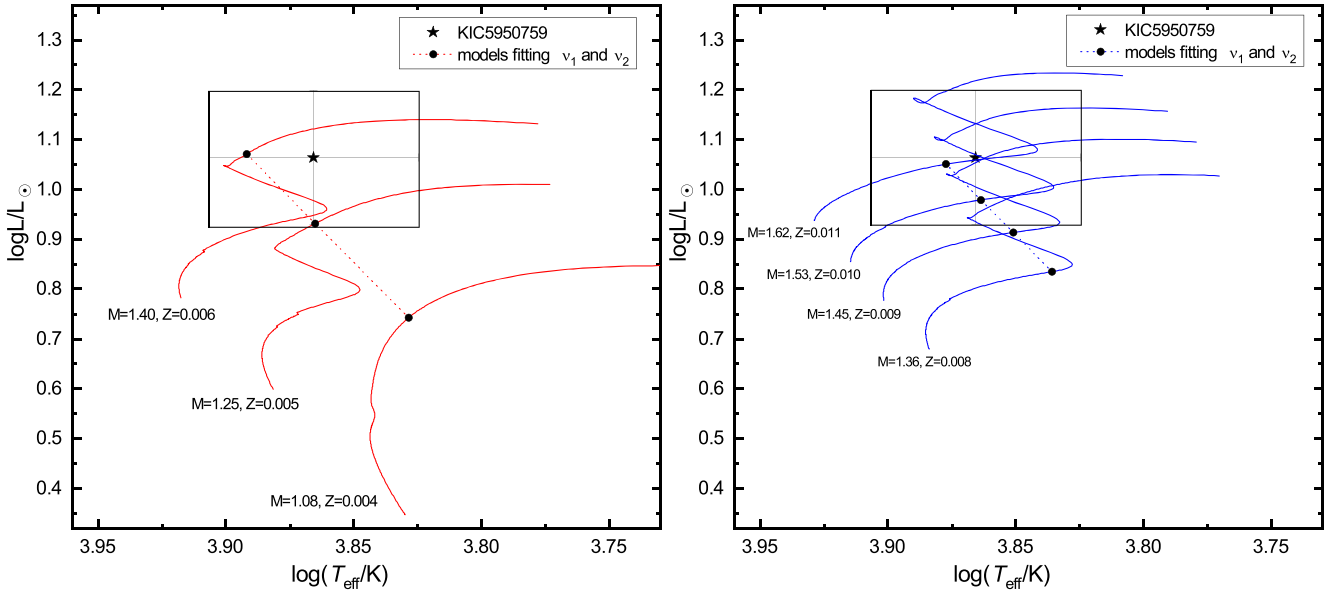 KIC5950759
models fitting ν1 and ν2
1.3
1.2
1.1
1.0
0.9
0.8
0.7
0.6
0.5
0.4
logL/L☉
M=1.40, Z=0.006
M=1.25, Z=0.005
M=1.08, Z=0.004
3.95
3.90
3.85
3.80
3.75
log(Teff/K)
KIC5950759
models fitting ν1 and ν2
1.3
1.2
1.1
1.0
0.9
0.8
0.7
0.6
0.5
0.4
logL/L☉
M=1.62, Z=0.011
M=1.53, Z=0.010
M=1.45, Z=0.009
M=1.36, Z=0.008
3.95
3.90
3.85
3.80
3.75
log(Teff/K)